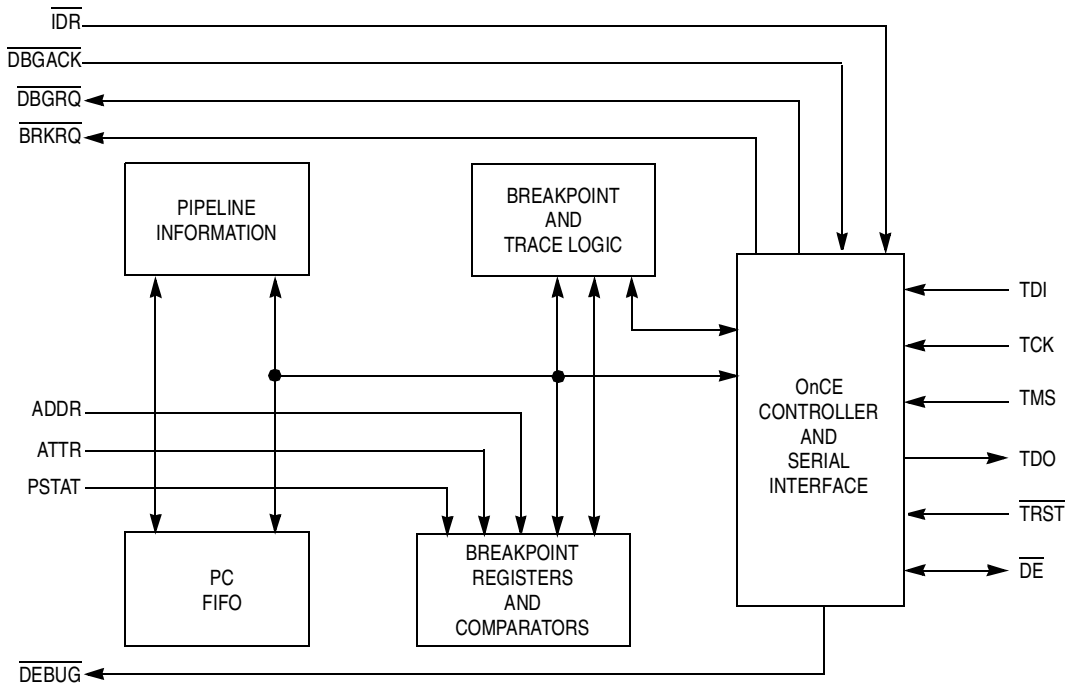 IDR
DBGACK
DBGRQ
BRKRQ
PIPELINE
INFORMATION
BREAKPOINT
AND
TRACE LOGIC
ADDR
ATTR
PSTAT
PC
FIFO
BREAKPOINT
REGISTERS
AND
COMPARATORS
OnCE
CONTROLLER
AND
SERIAL
INTERFACE
TDI
TCK
TMS
TDO
TRST
DE
DEBUG